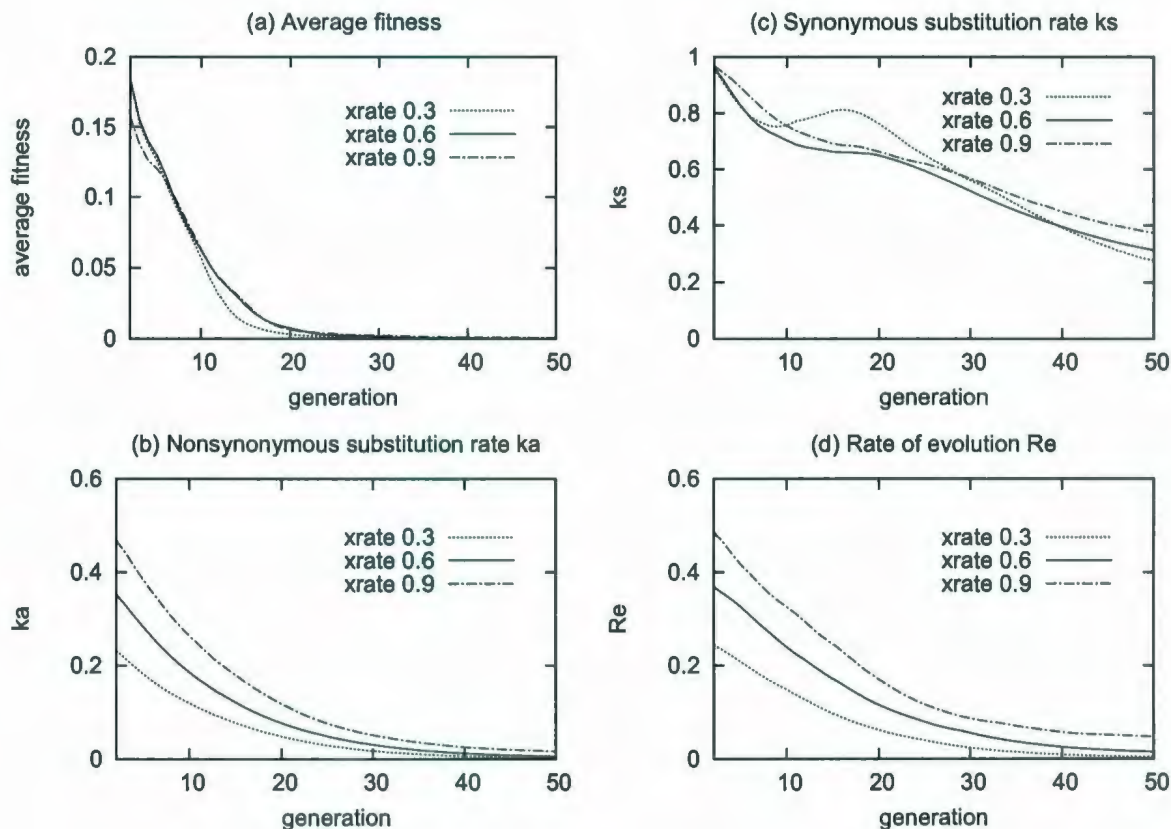 (a) Average fitness
0.2
0.15
0.1
0.05
0
average fitness
xrate 0.3
xrate 0.6
xrate 0.9
10 20 30 40 50
generation
(c) Synonymous substitution rate ks
1
0.8
0.6
0.4
0.2
0
ks
xrate 0.3
xrate 0.6
xrate 0.9
10 20 30 40 50
generation
(b) Nonsynonymous substitution rate ka
0.6
0.4
0.2
0
ka
xrate 0.3
xrate 0.6
xrate 0.9
10 20 30 40 50
generation
(d) Rate of evolution Re
0.6
0.4
0.2
0
Re
xrate 0.3
xrate 0.6
xrate 0.9
10 20 30 40 50
generation